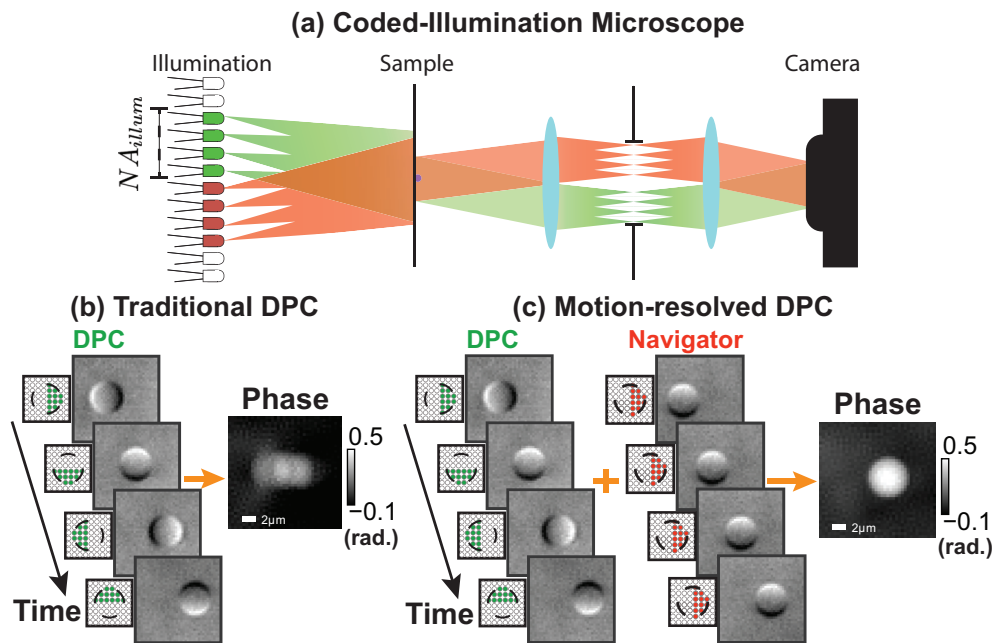 (a) Coded-Illumination Microscope
Illumination
Sample
Camera
NA_illum
(b) Traditional DPC
(c) Motion-resolved DPC
DPC
DPC
Navigator
Phase
0.5
−0.1
(rad.)
2µm
Time
Phase
0.5
−0.1
(rad.)
2µm
Time